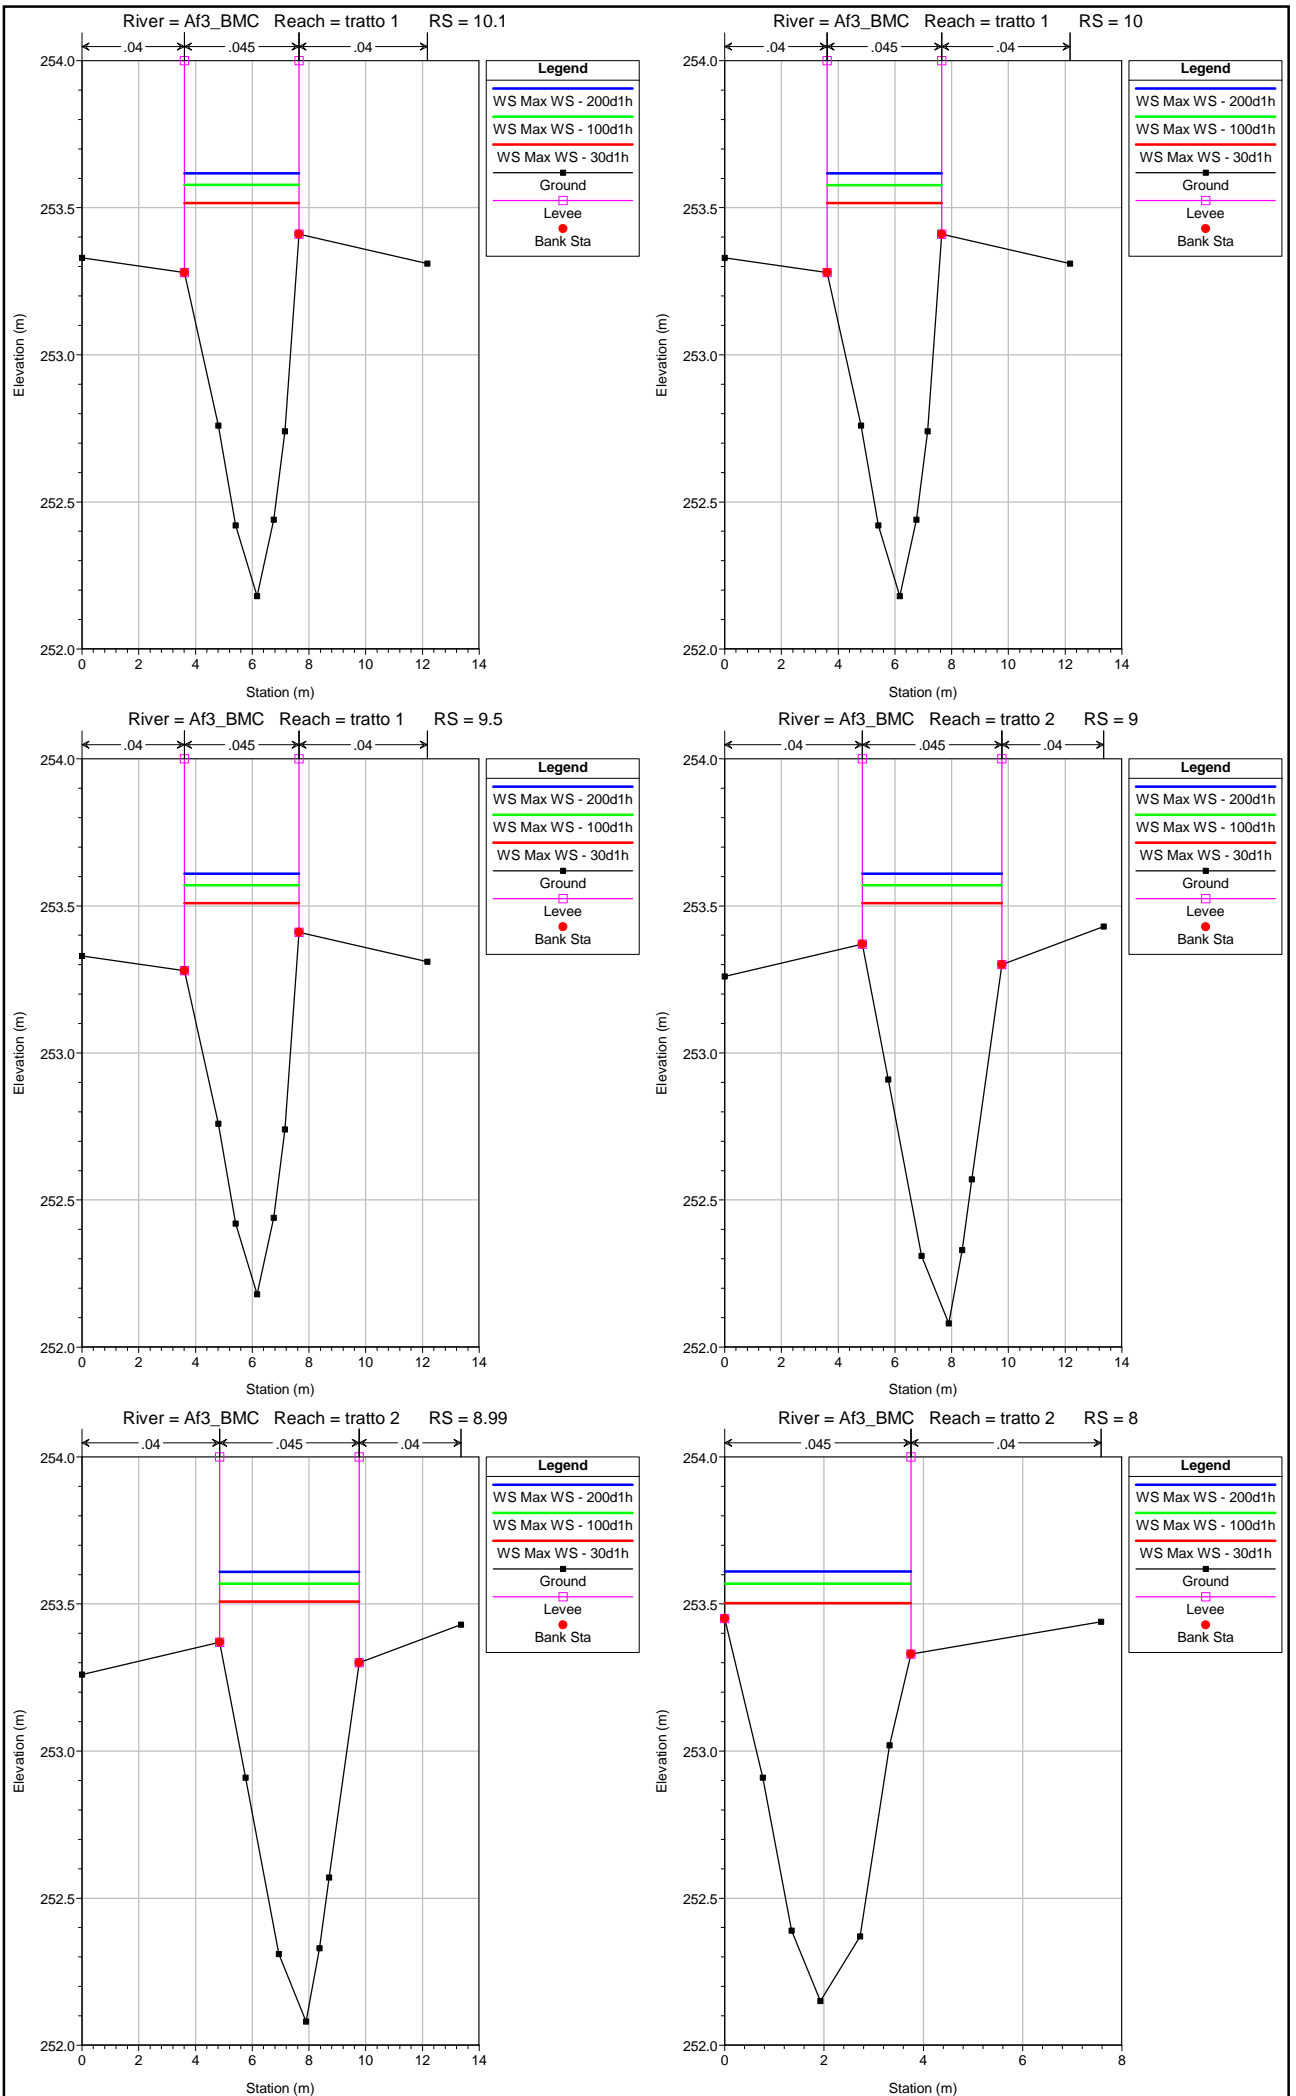 River = Af3_BMC Reach = tratto 1 RS = 10.1
.04 .045 .04
254.0
253.5
253.0
252.5
252.0
0 2 4 6 8 10 12 14
Station (m)
Elevation (m)
Legend
WS Max WS - 200d1h
WS Max WS - 100d1h
WS Max WS - 30d1h
Ground
Levee
Bank Sta
River = Af3_BMC Reach = tratto 1 RS = 10
.04 .045 .04
254.0
253.5
253.0
252.5
252.0
0 2 4 6 8 10 12 14
Station (m)
Elevation (m)
Legend
WS Max WS - 200d1h
WS Max WS - 100d1h
WS Max WS - 30d1h
Ground
Levee
Bank Sta
River = Af3_BMC Reach = tratto 1 RS = 9.5
.04 .045 .04
254.0
253.5
253.0
252.5
252.0
0 2 4 6 8 10 12 14
Station (m)
Elevation (m)
Legend
WS Max WS - 200d1h
WS Max WS - 100d1h
WS Max WS - 30d1h
Ground
Levee
Bank Sta
River = Af3_BMC Reach = tratto 2 RS = 9
.04 .045 .04
254.0
253.5
253.0
252.5
252.0
0 2 4 6 8 10 12 14
Station (m)
Elevation (m)
Legend
WS Max WS - 200d1h
WS Max WS - 100d1h
WS Max WS - 30d1h
Ground
Levee
Bank Sta
River = Af3_BMC Reach = tratto 2 RS = 8.99
.04 .045 .04
254.0
253.5
253.0
252.5
252.0
0 2 4 6 8 10 12 14
Station (m)
Elevation (m)
Legend
WS Max WS - 200d1h
WS Max WS - 100d1h
WS Max WS - 30d1h
Ground
Levee
Bank Sta
River = Af3_BMC Reach = tratto 2 RS = 8
.045 .04
254.0
253.5
253.0
252.5
252.0
0 2 4 6 8
Station (m)
Elevation (m)
Legend
WS Max WS - 200d1h
WS Max WS - 100d1h
WS Max WS - 30d1h
Ground
Levee
Bank Sta